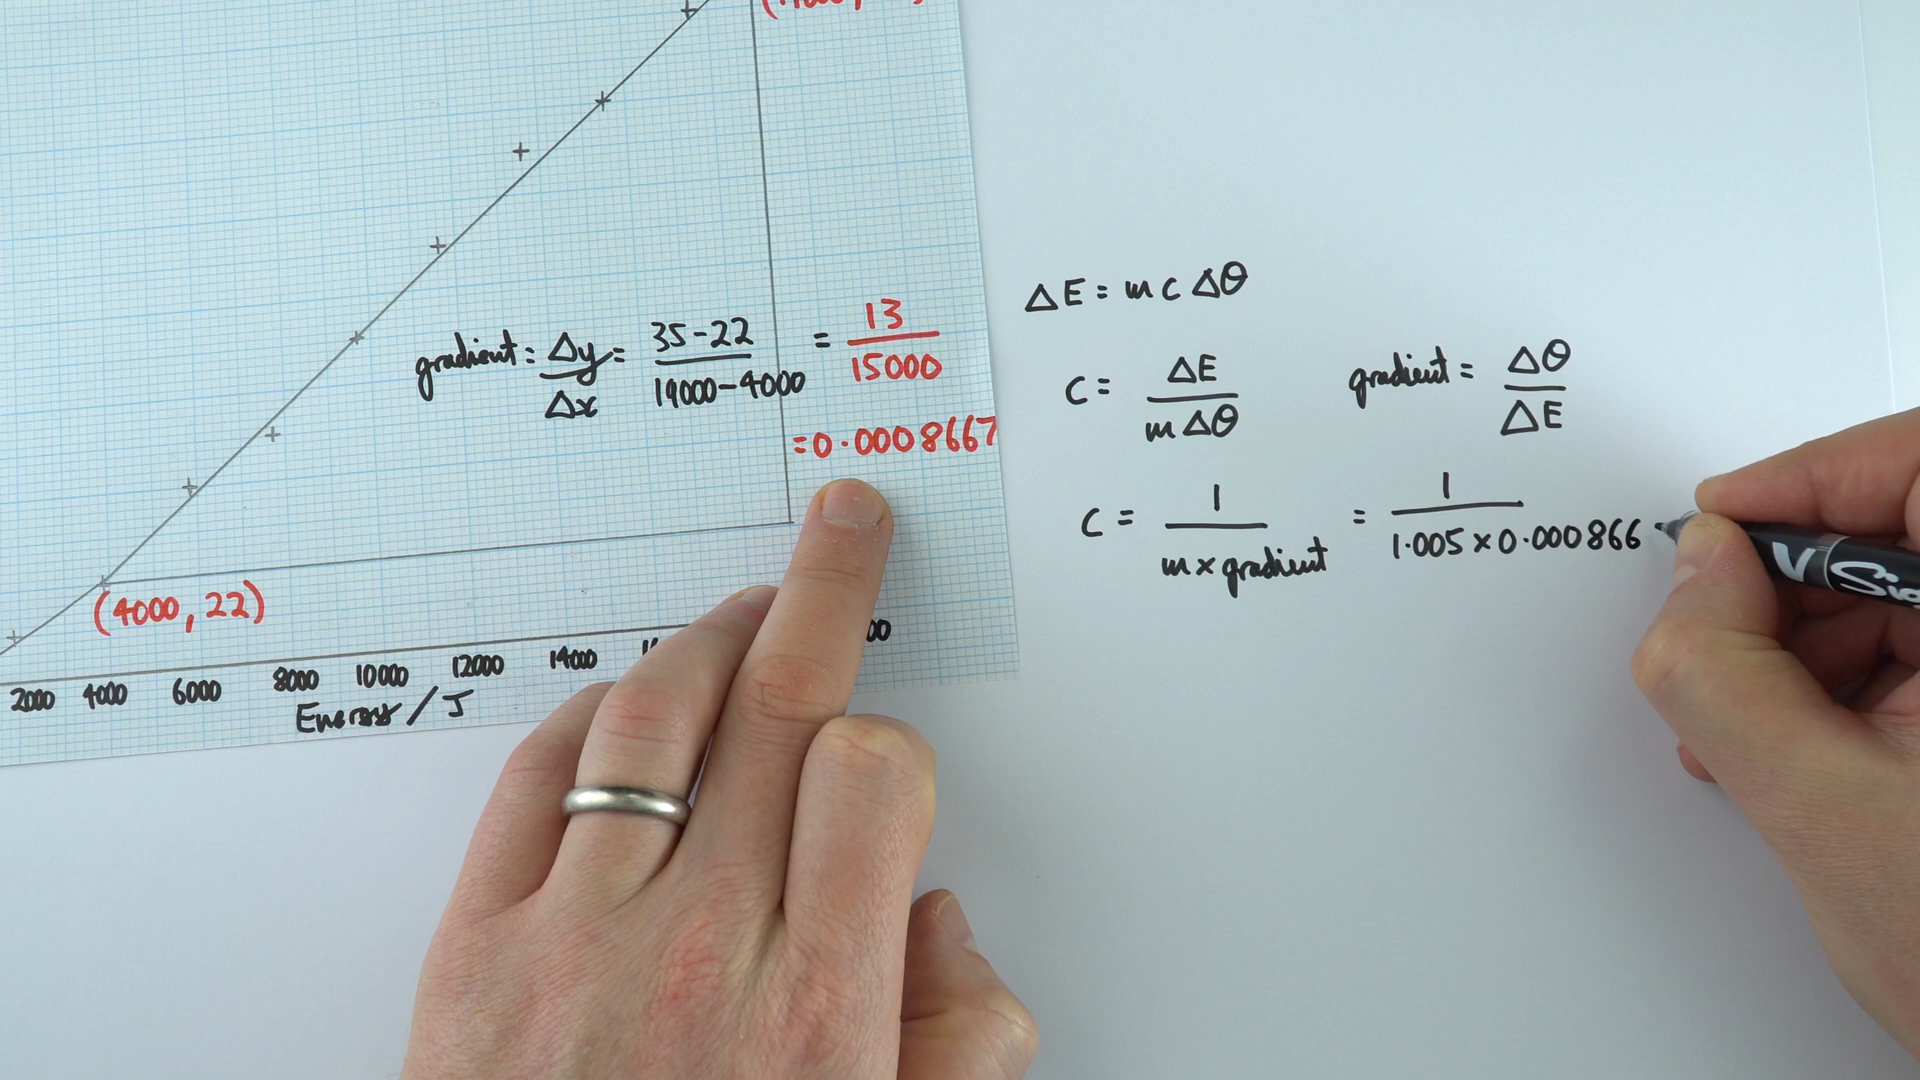 gradient = Δy/Δx = 35-22/19000-4000 = 13/15000
= 0.0008667
(4000, 22)
2000 4000 6000 8000 10000 12000 14000
Energy / J
ΔE = mcΔθ
C = ΔE/mΔθ gradient = Δθ/ΔE
C = 1/m x gradient = 1/1.005 x 0.000866